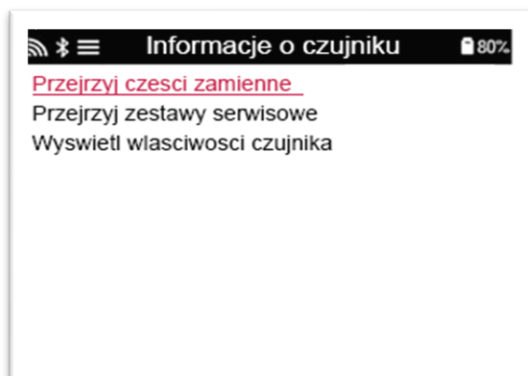 Informacje o czujniku 80%
Przejrzyj czesci zamienne
Przejrzyj zestawy serwisowe
Wyswietl wlasciwosci czujnika